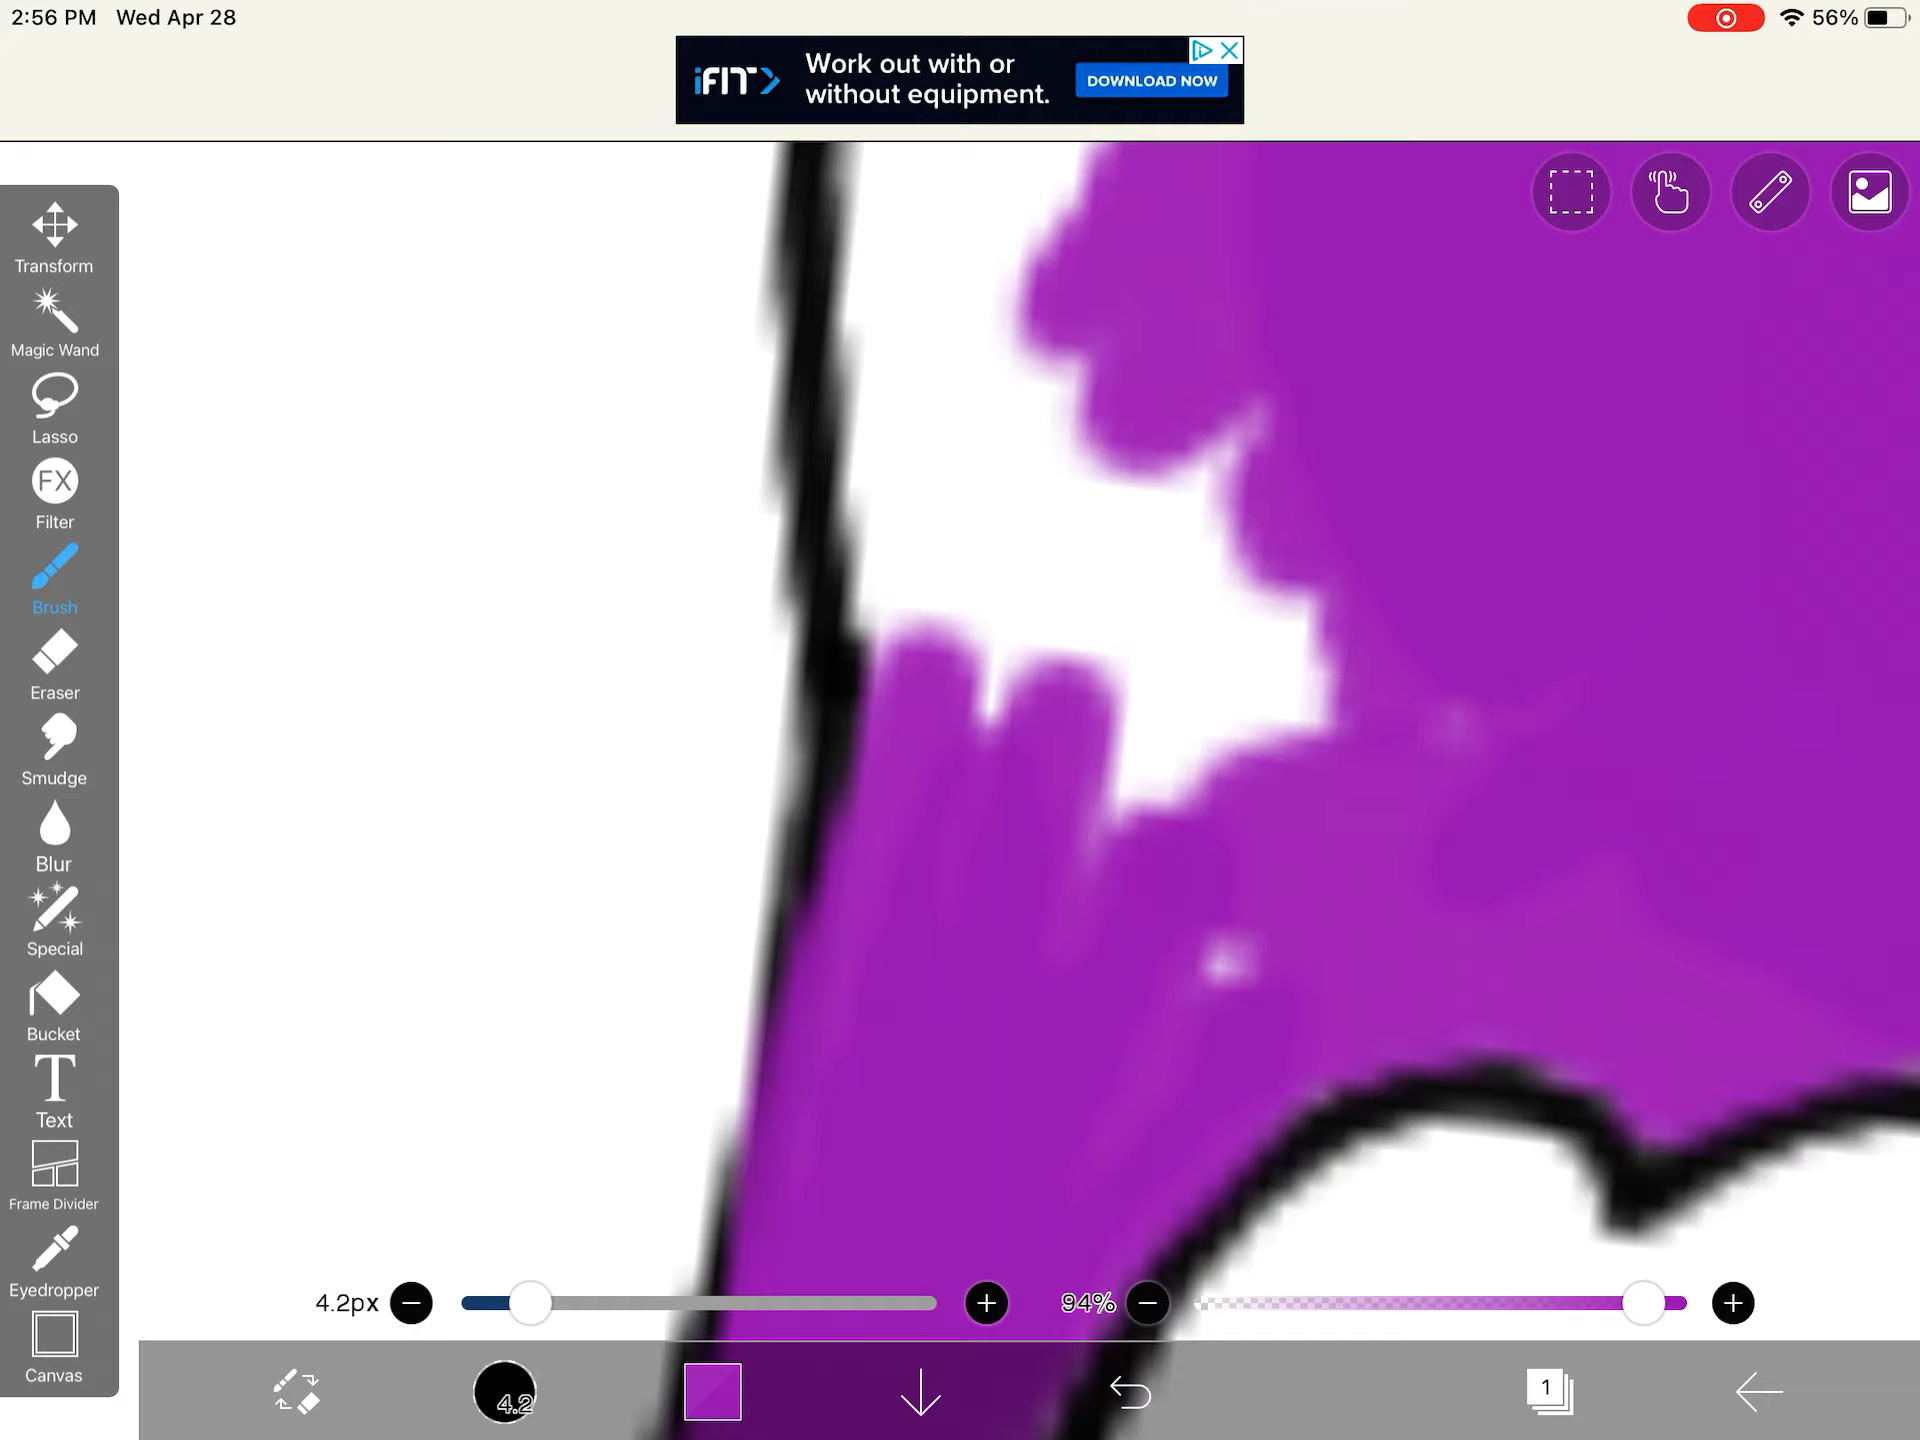 2:56 PM Wed Apr 28
56%
iFIT
Work out with or
without equipment.
DOWNLOAD NOW
Transform
Magic Wand
Lasso
FX
Filter
Brush
Eraser
Smudge
Blur
Special
Bucket
T
Text
Frame Divider
Eyedropper
Canvas
4.2px
94%
4.2
1